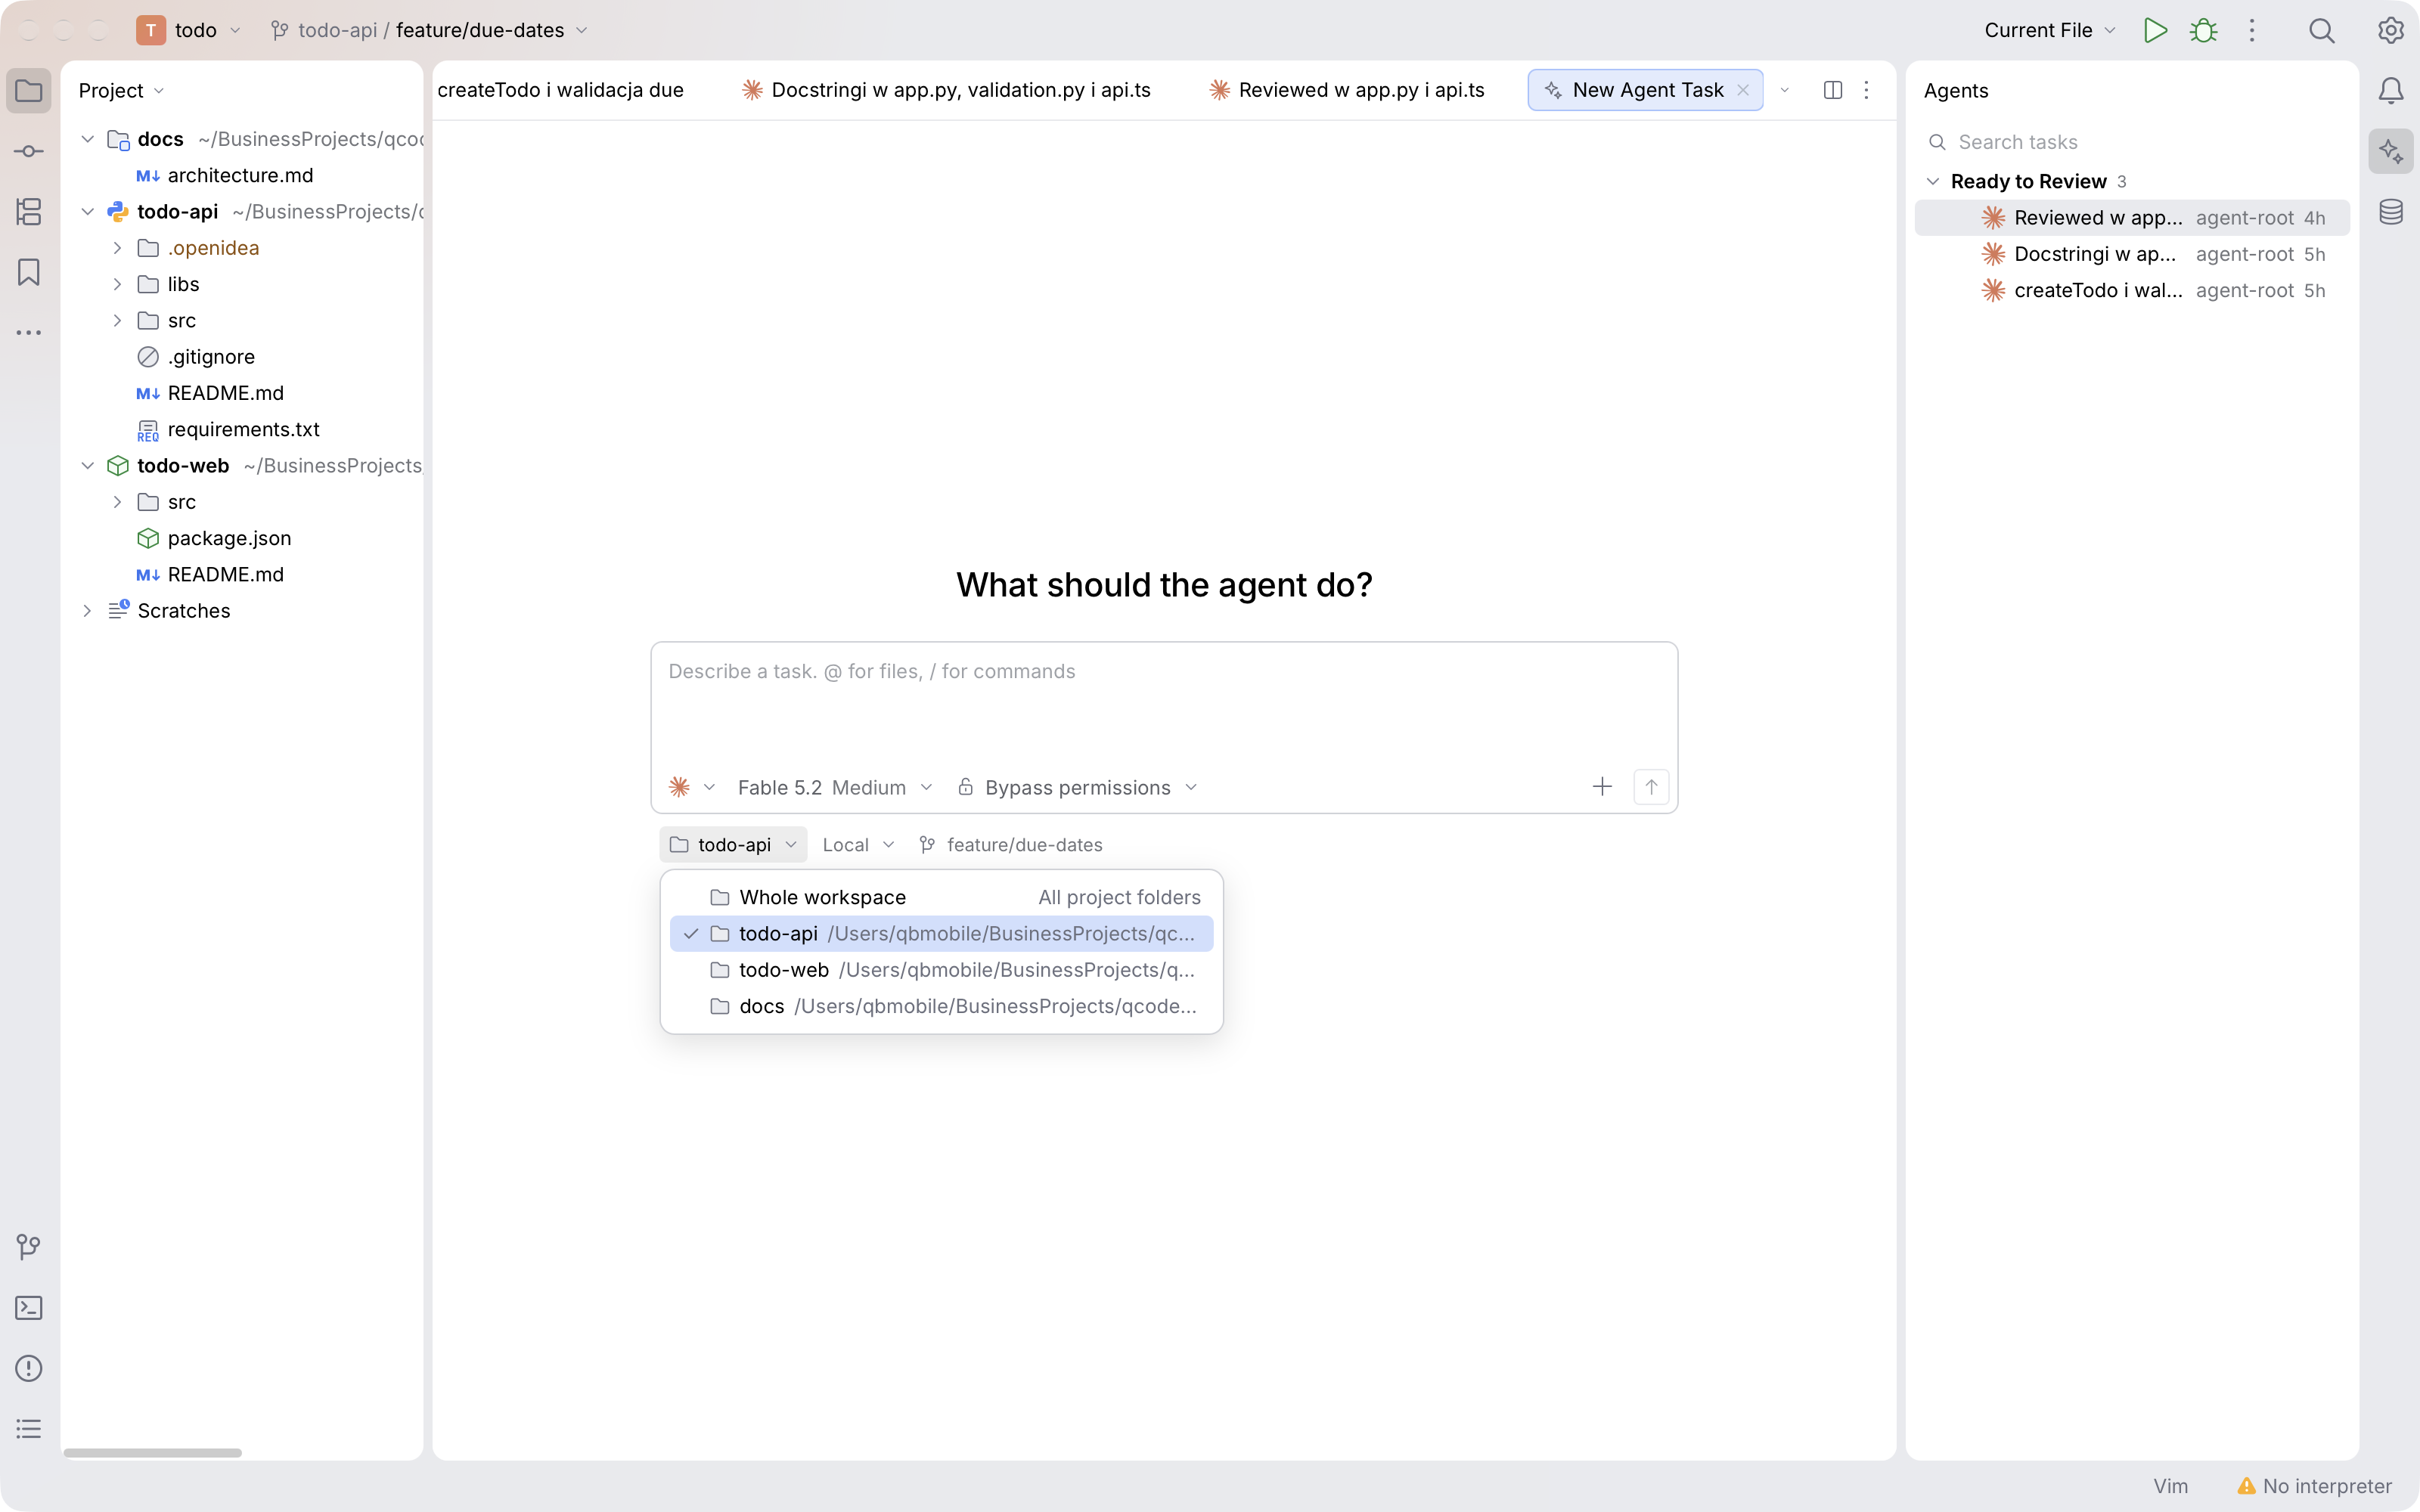 T todo todo-api / feature/due-dates Current File
Project
docs ~/BusinessProjects/qcod
architecture.md
todo-api ~/BusinessProjects/q
.openidea
libs
src
.gitignore
README.md
REQ requirements.txt
todo-web ~/BusinessProjects/
src
package.json
README.md
Scratches
createTodo i walidacja due Docstringi w app.py, validation.py i api.ts Reviewed w app.py i api.ts New Agent Task
What should the agent do?
Describe a task. @ for files, / for commands
Fable 5.2 Medium Bypass permissions
todo-api Local feature/due-dates
Whole workspace All project folders
todo-api /Users/qbmobile/BusinessProjects/qc...
todo-web /Users/qbmobile/BusinessProjects/q...
docs /Users/qbmobile/BusinessProjects/qcode...
Agents
Search tasks
Ready to Review 3
Reviewed w app... agent-root 4h
Docstringi w ap... agent-root 5h
createTodo i wal... agent-root 5h
Vim No interpreter